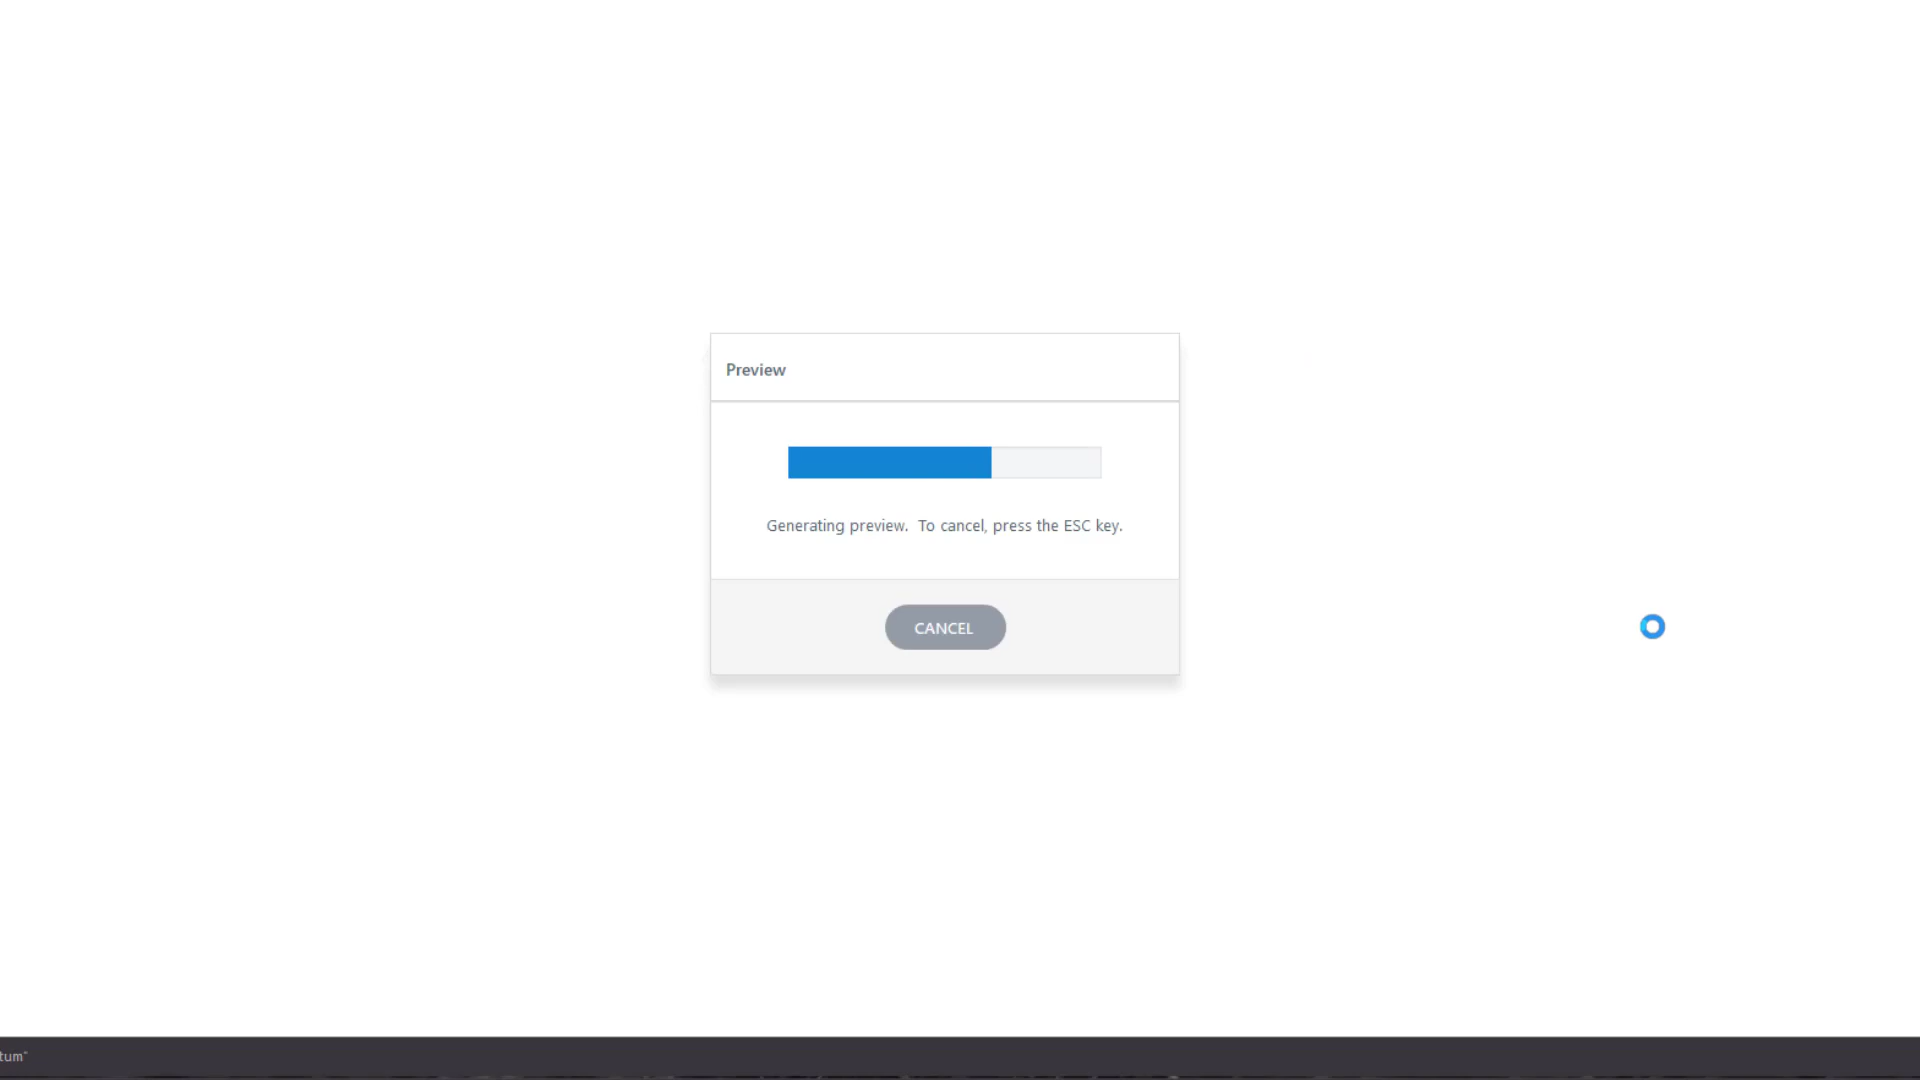 Preview
Generating preview.  To cancel, press the ESC key.
CANCEL
tum"